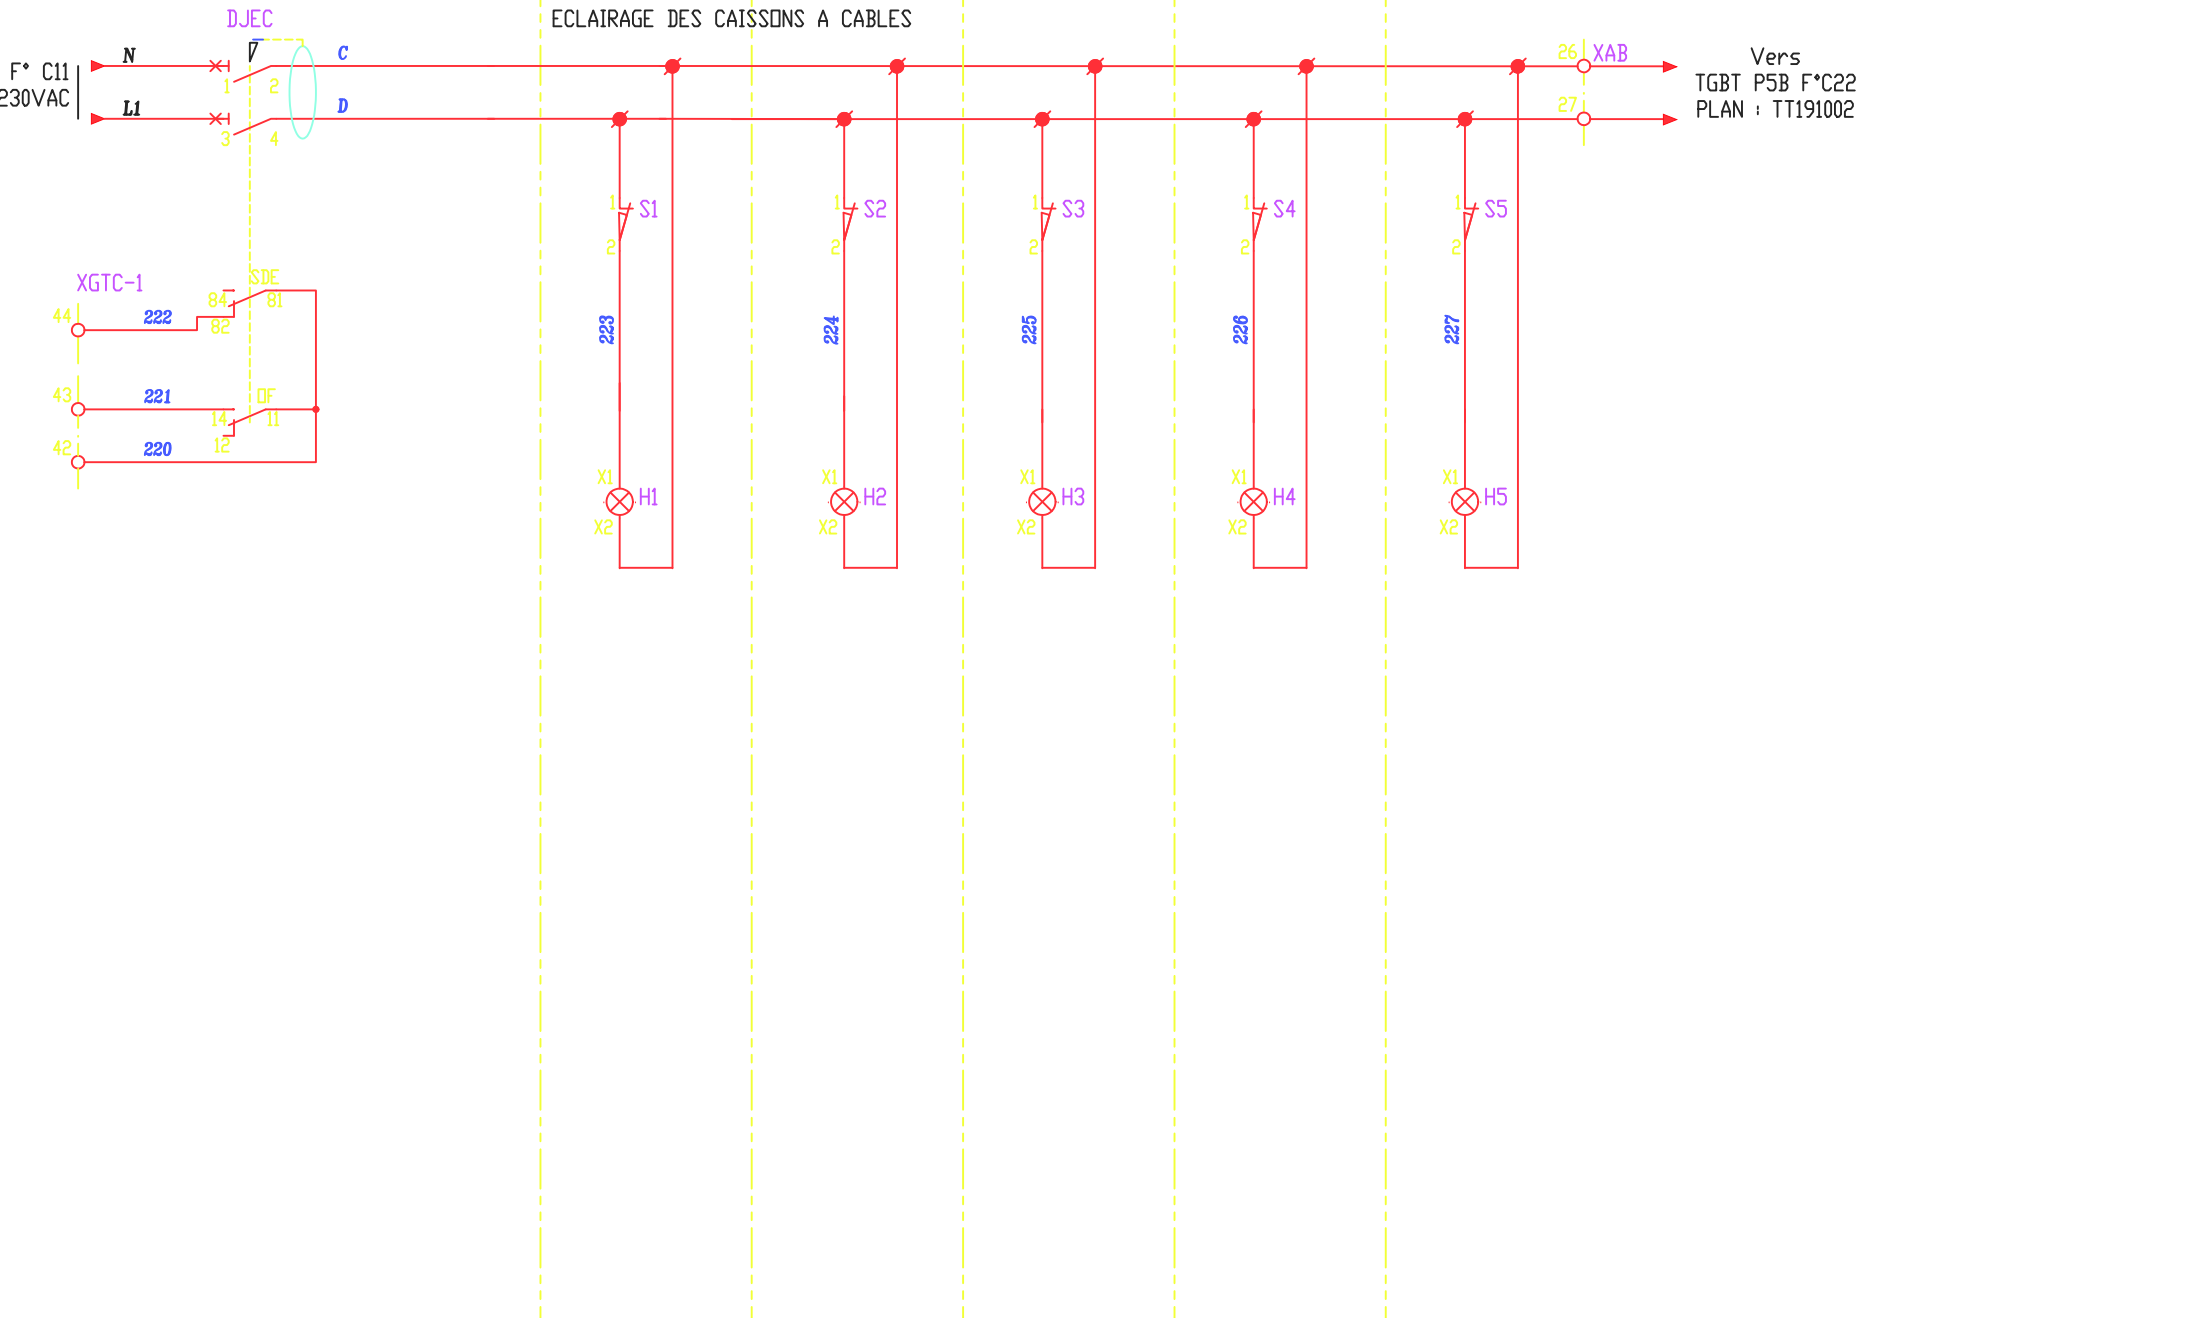 DJEC
ECLAIRAGE DES CAISSONS A CABLES
F° C11
230VAC
N
L1
1
2
3
4
C
D
26
XAB
27
Vers
TGBT P5B F°C22
PLAN : TT191002
1
S1
2
1
S2
2
1
S3
2
1
S4
2
1
S5
2
XGTC-1
SDE
84
81
82
44
222
43
221
OF
14
11
12
42
220
223
224
225
226
227
X1
H1
X2
X1
H2
X2
X1
H3
X2
X1
H4
X2
X1
H5
X2